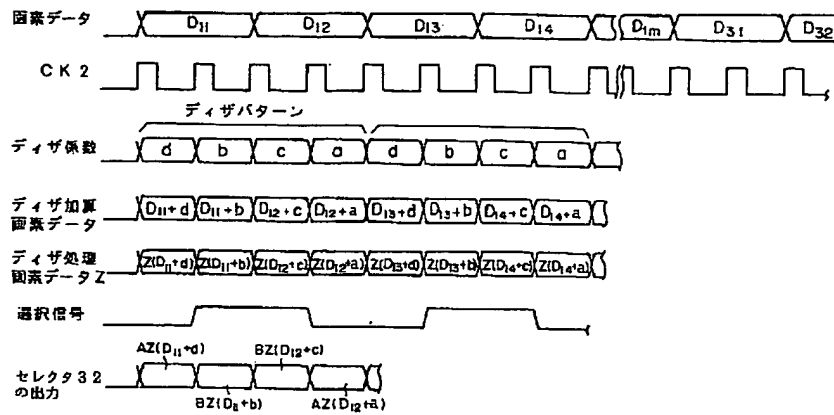 画素データ D11 D12 D13 D14 D1m D31 D32
CK2
ディザパターン
ディザ係数 d b c a d b c a
ディザ加算
画素データ D11+d D11+b D12+c D12+a D13+d D13+b D14+c D14+a
ディザ処理
画素データZ Z(D11+d) Z(D11+b) Z(D12+c) Z(D12+a) Z(D13+d) Z(D13+b) Z(D14+c) Z(D14+a)
選択信号
AZ(D11+d) BZ(D12+c)
セレクタ32
の出力
BZ(D11+b) AZ(D12+a)